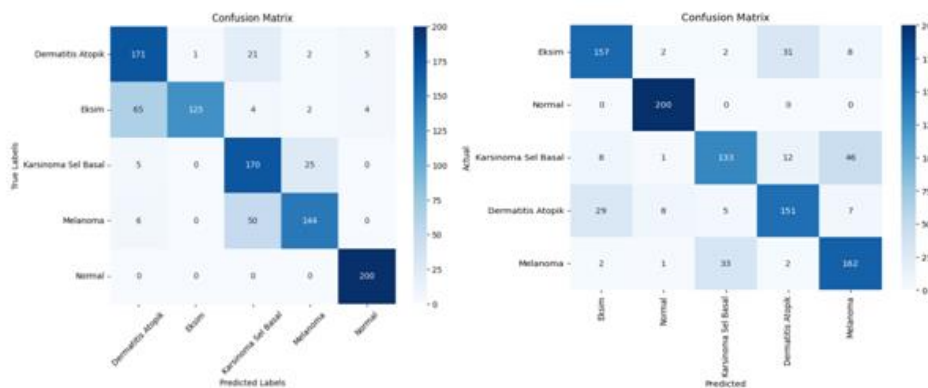 Confusion Matrix
True Labels
Dermatitis Atopik 171 1 21 2 5
Eksim 65 125 4 2 4
Karsinoma Sel Basal 5 0 170 25 0
Melanoma 6 0 50 144 0
Normal 0 0 0 0 200
Dermatitis Atopik Eksim Karsinoma Sel Basal Melanoma Normal
Predicted Labels
200
175
150
125
100
75
50
25
0
Confusion Matrix
Actual
Eksim 157 2 2 31 8
Normal 0 200 0 0 0
Karsinoma Sel Basal 8 1 133 12 46
Dermatitis Atopik 29 8 5 151 7
Melanoma 2 1 33 2 162
Eksim Normal Karsinoma Sel Basal Dermatitis Atopik Melanoma
Predicted
75
50
25
0